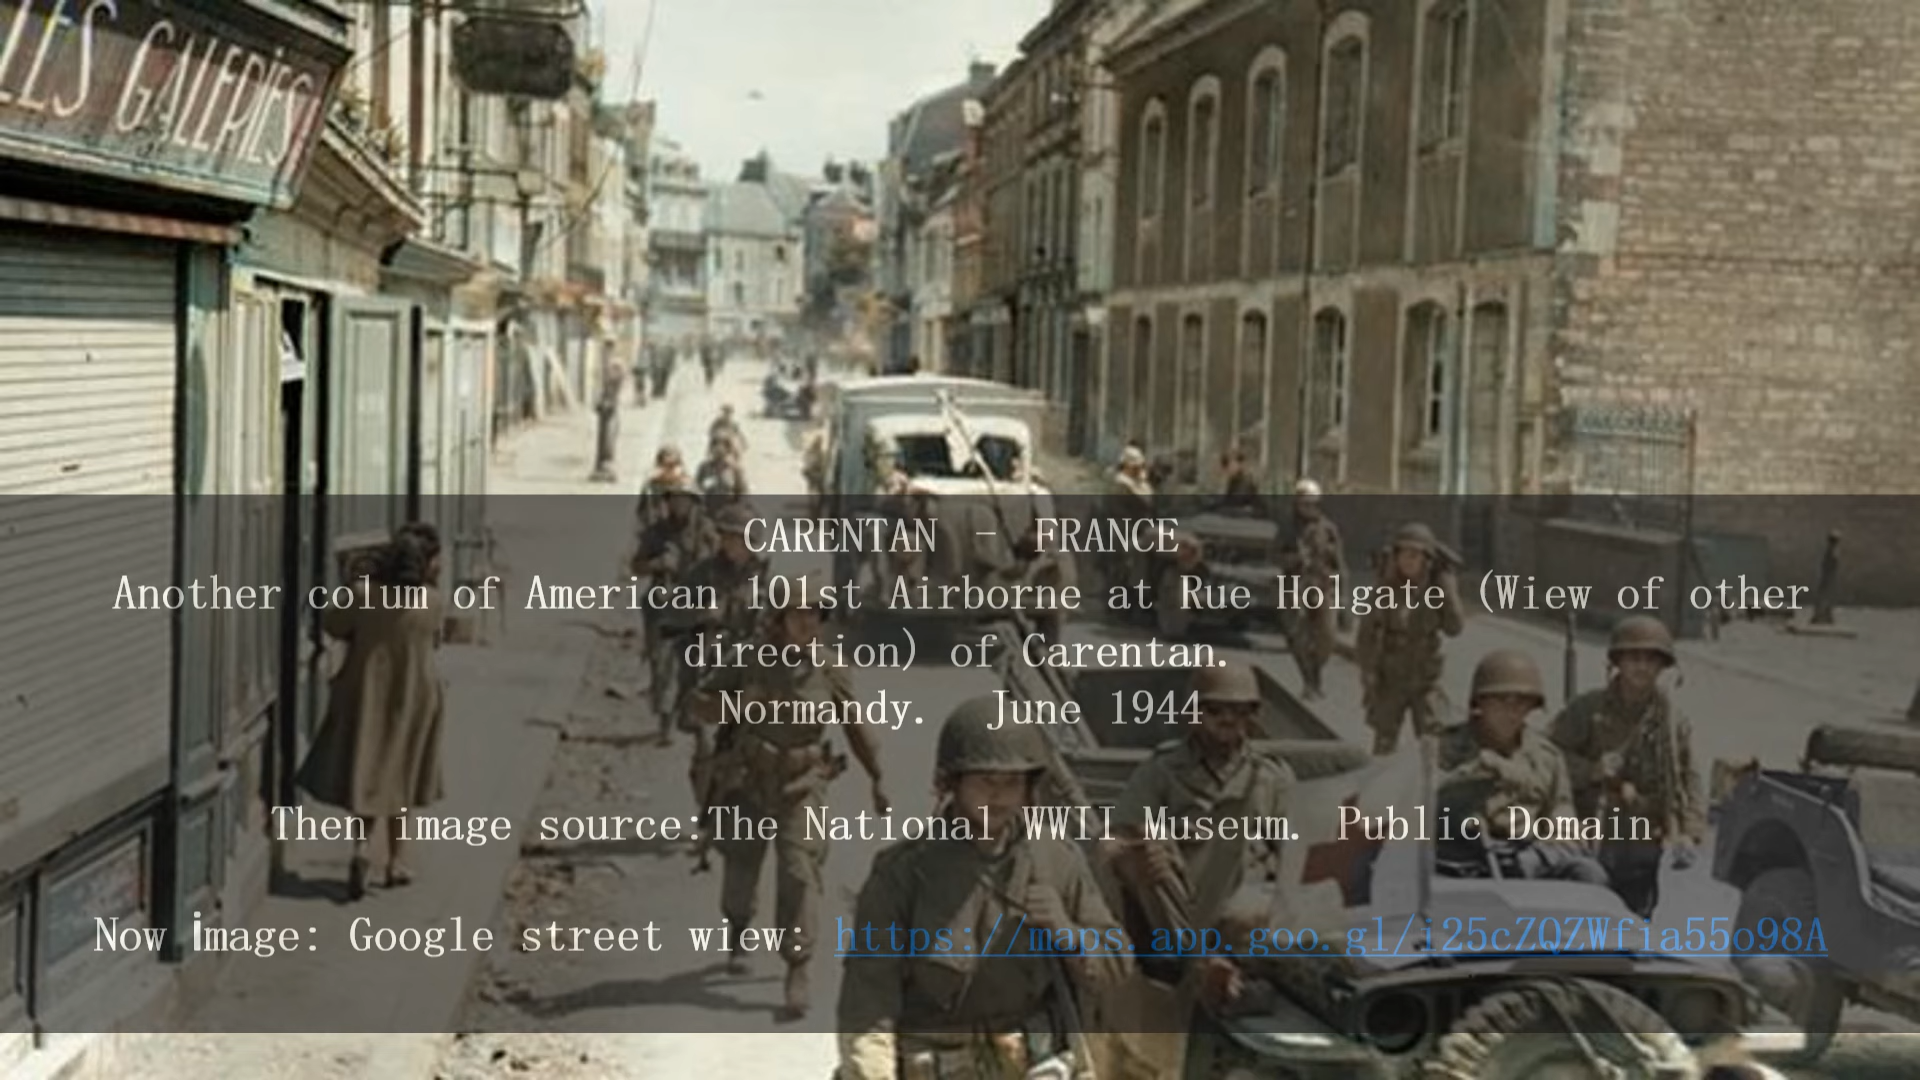 LES GALERIES
CARENTAN - FRANCE
Another colum of American 101st Airborne at Rue Holgate (Wiew of other
direction) of Carentan.
Normandy. June 1944
Then image source:The National WWII Museum. Public Domain
Now image: Google street wiew: https://maps.app.goo.gl/i25cZQZWfia55o98A